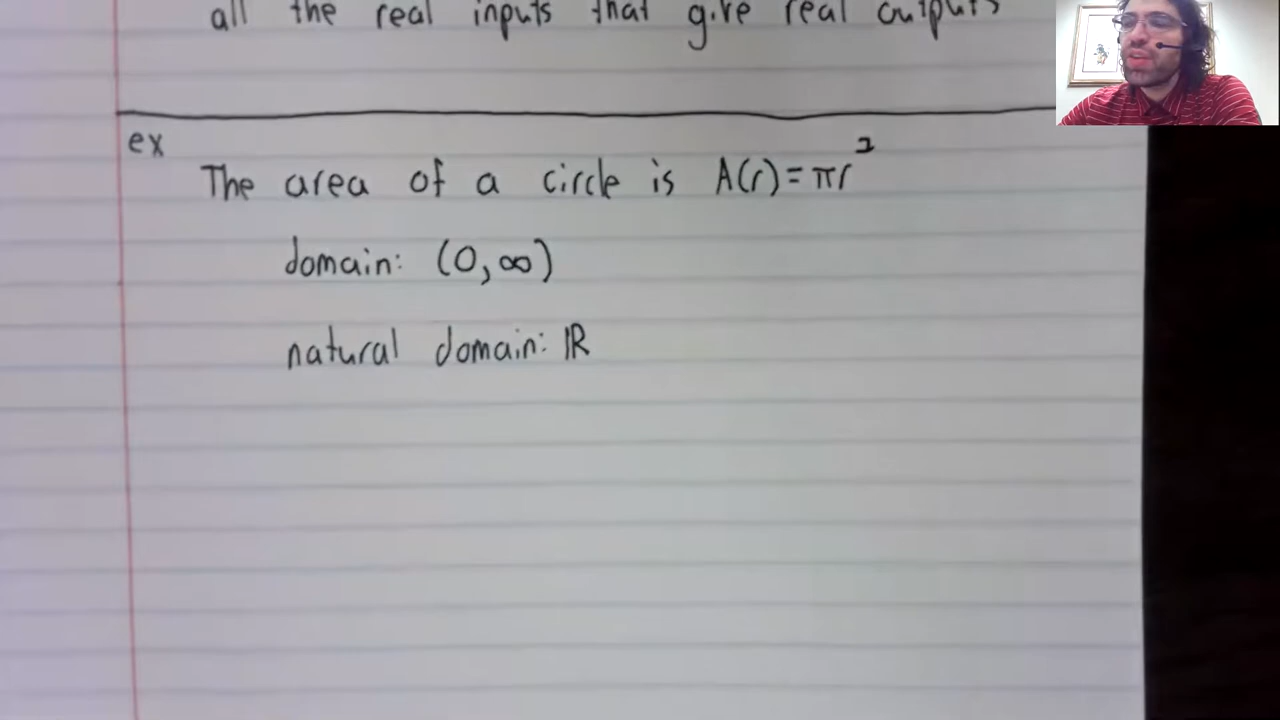 all the real inputs that give real outputs
ex
The area of a circle is A(r)=πr²
domain: (0,∞)
natural domain: ℝ